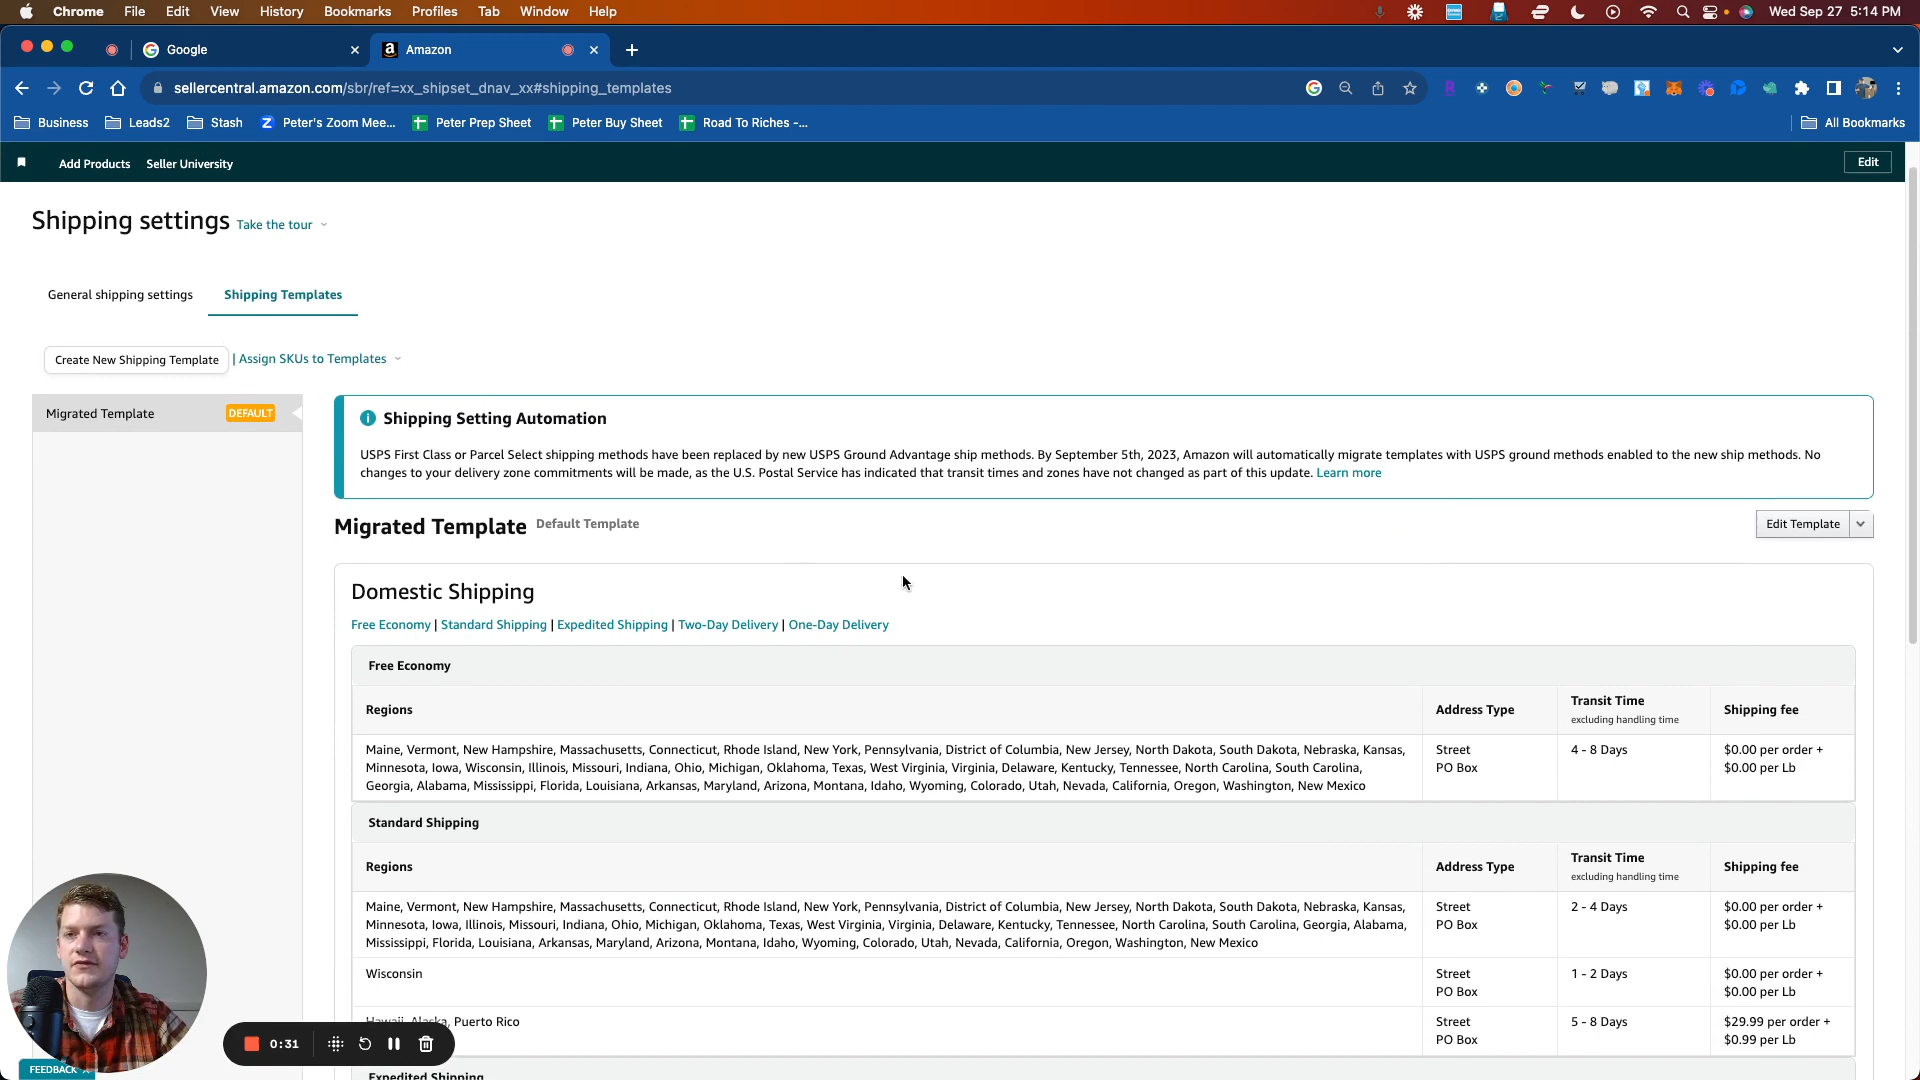 Chrome File Edit View History Bookmarks Profiles Tab Window Help Wed Sep 27 5:14 PM
Google
Amazon
sellercentral.amazon.com/sbr/ref=xx_shipset_dnav_xx#shipping_templates
Business Leads2 Stash Peter's Zoom Mee... Peter Prep Sheet Peter Buy Sheet Road To Riches -... All Bookmarks
Add Products Seller University Edit
Shipping settings Take the tour
General shipping settings Shipping Templates
Create New Shipping Template | Assign SKUs to Templates
Migrated Template DEFAULT
Shipping Setting Automation
USPS First Class or Parcel Select shipping methods have been replaced by new USPS Ground Advantage ship methods. By September 5th, 2023, Amazon will automatically migrate templates with USPS ground methods enabled to the new ship methods. No
changes to your delivery zone commitments will be made, as the U.S. Postal Service has indicated that transit times and zones have not changed as part of this update. Learn more
Migrated Template Default Template Edit Template
Domestic Shipping
Free Economy | Standard Shipping | Expedited Shipping | Two-Day Delivery | One-Day Delivery
Free Economy
Regions Address Type Transit Time excluding handling time Shipping fee
Maine, Vermont, New Hampshire, Massachusetts, Connecticut, Rhode Island, New York, Pennsylvania, District of Columbia, New Jersey, North Dakota, South Dakota, Nebraska, Kansas, Street 4 - 8 Days $0.00 per order +
Minnesota, Iowa, Wisconsin, Illinois, Missouri, Indiana, Ohio, Michigan, Oklahoma, Texas, West Virginia, Virginia, Delaware, Kentucky, Tennessee, North Carolina, South Carolina, PO Box $0.00 per Lb
Georgia, Alabama, Mississippi, Florida, Louisiana, Arkansas, Maryland, Arizona, Montana, Idaho, Wyoming, Colorado, Utah, Nevada, California, Oregon, Washington, New Mexico
Standard Shipping
Regions Address Type Transit Time excluding handling time Shipping fee
Maine, Vermont, New Hampshire, Massachusetts, Connecticut, Rhode Island, New York, Pennsylvania, District of Columbia, New Jersey, North Dakota, South Dakota, Nebraska, Kansas, Street 2 - 4 Days $0.00 per order +
Minnesota, Iowa, Illinois, Missouri, Indiana, Ohio, Michigan, Oklahoma, Texas, West Virginia, Virginia, Delaware, Kentucky, Tennessee, North Carolina, South Carolina, Georgia, Alabama, PO Box $0.00 per Lb
Mississippi, Florida, Louisiana, Arkansas, Maryland, Arizona, Montana, Idaho, Wyoming, Colorado, Utah, Nevada, California, Oregon, Washington, New Mexico
Wisconsin Street 1 - 2 Days $0.00 per order +
PO Box $0.00 per Lb
Hawaii, Alaska, Puerto Rico Street 5 - 8 Days $29.99 per order +
PO Box $0.99 per Lb
0:31
FEEDBACK
Expedited Shipping